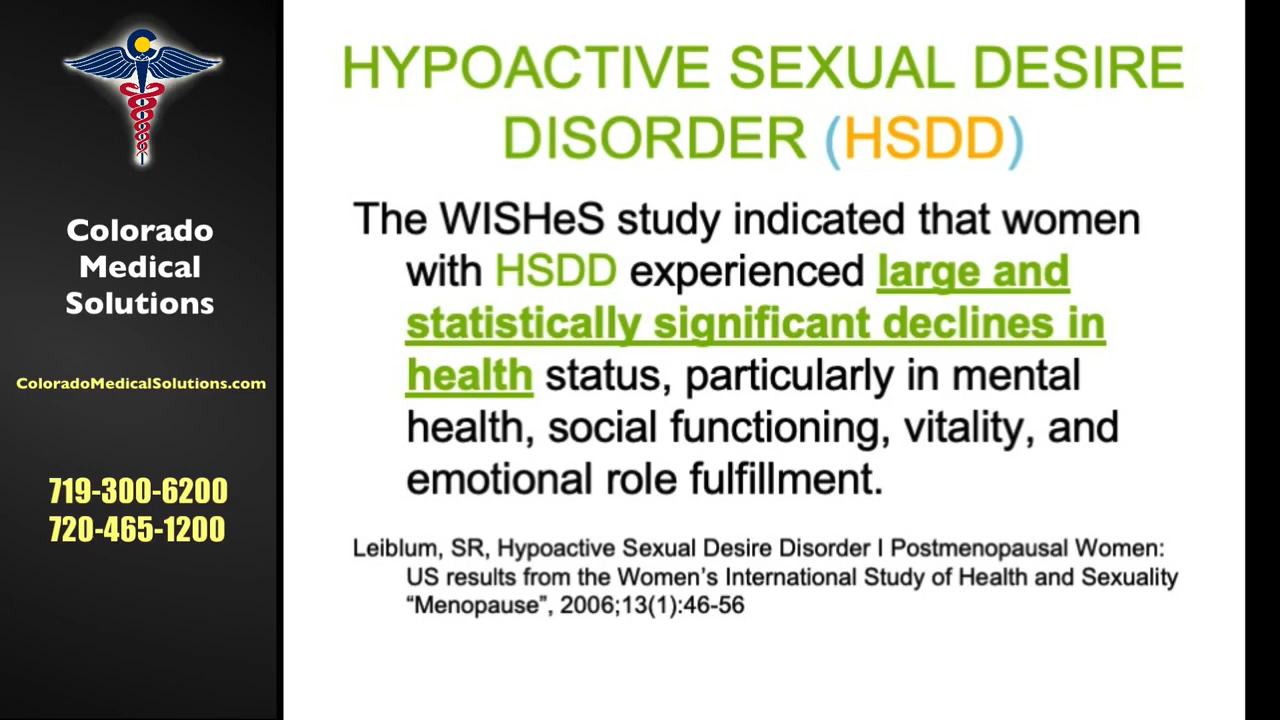 Colorado
Medical
Solutions
ColoradoMedicalSolutions.com
719-300-6200
720-465-1200
HYPOACTIVE SEXUAL DESIRE
DISORDER (HSDD)
The WISHeS study indicated that women
with HSDD experienced large and
statistically significant declines in
health status, particularly in mental
health, social functioning, vitality, and
emotional role fulfillment.
Leiblum, SR, Hypoactive Sexual Desire Disorder I Postmenopausal Women:
US results from the Women’s International Study of Health and Sexuality
“Menopause”, 2006;13(1):46-56